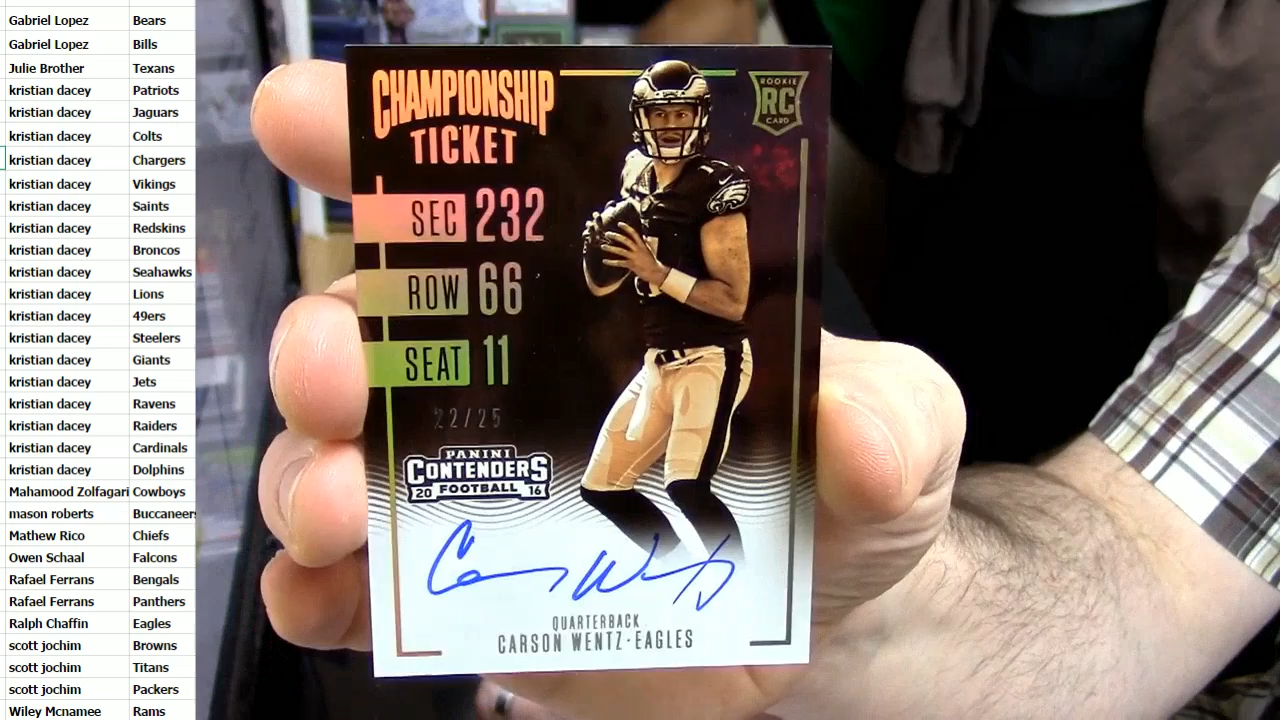 Gabriel Lopez Bears
Gabriel Lopez Bills
Julie Brother Texans
kristian dacey Patriots
kristian dacey Jaguars
kristian dacey Colts
kristian dacey Chargers
kristian dacey Vikings
kristian dacey Saints
kristian dacey Redskins
kristian dacey Broncos
kristian dacey Seahawks
kristian dacey Lions
kristian dacey 49ers
kristian dacey Steelers
kristian dacey Giants
kristian dacey Jets
kristian dacey Ravens
kristian dacey Raiders
kristian dacey Cardinals
kristian dacey Dolphins
Mahamood Zolfagari Cowboys
mason roberts Buccaneers
Mathew Rico Chiefs
Owen Schaal Falcons
Rafael Ferrans Bengals
Rafael Ferrans Panthers
Ralph Chaffin Eagles
scott jochim Browns
scott jochim Titans
scott jochim Packers
Wiley Mcnamee Rams
CHAMPIONSHIP
TICKET
ROOKIE
RC
CARD
SEC 232
ROW 66
SEAT 11
22/25
PANINI
CONTENDERS
20 FOOTBALL 16
Carson Wentz
QUARTERBACK
CARSON WENTZ·EAGLES